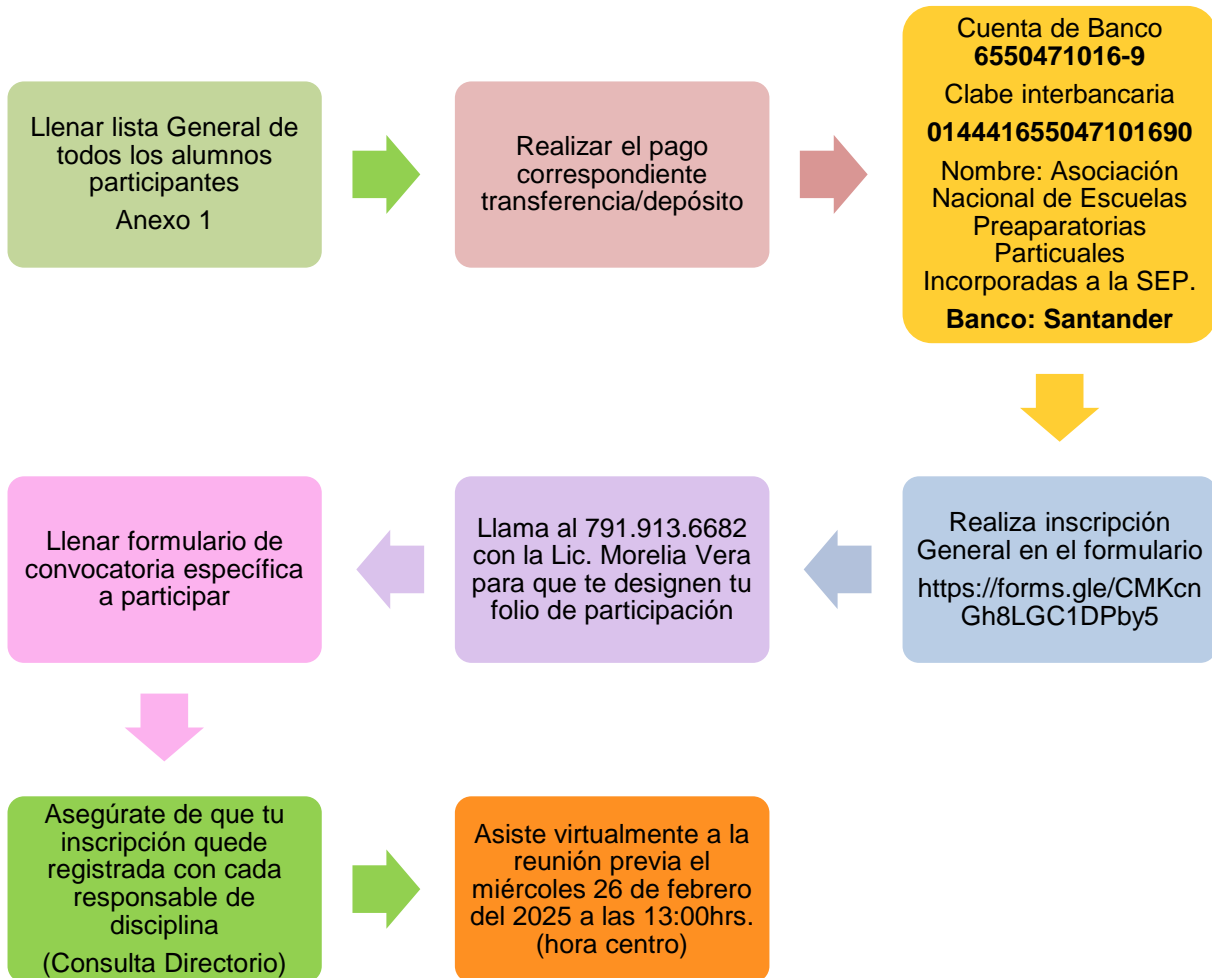 Llenar lista General de
todos los alumnos
participantes
Anexo 1
Realizar el pago
correspondiente
transferencia/depósito
Cuenta de Banco
6550471016-9
Clabe interbancaria
014441655047101690
Nombre: Asociación
Nacional de Escuelas
Preaparatorias
Particuales
Incorporadas a la SEP.
Banco: Santander
Realiza inscripción
General en el formulario
https://forms.gle/CMKcn
Gh8LGC1DPby5
Llama al 791.913.6682
con la Lic. Morelia Vera
para que te designen tu
folio de participación
Llenar formulario de
convocatoria específica
a participar
Asegúrate de que tu
inscripción quede
registrada con cada
responsable de
disciplina
(Consulta Directorio)
Asiste virtualmente a la
reunión previa el
miércoles 26 de febrero
del 2025 a las 13:00hrs.
(hora centro)